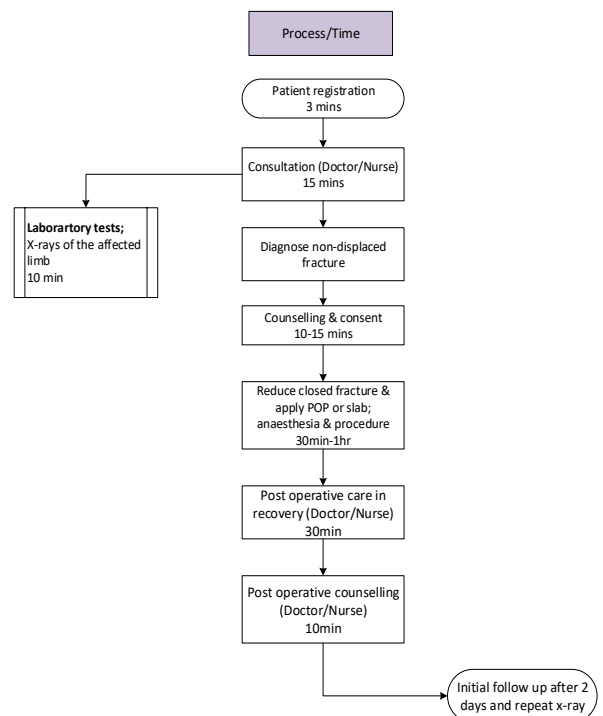 Process/Time
Patient registration
3 mins
Consultation (Doctor/Nurse)
15 mins
Laborartory tests;
X-rays of the affected
limb
10 min
Diagnose non-displaced
fracture
Counselling & consent
10-15 mins
Reduce closed fracture &
apply POP or slab;
anaesthesia & procedure
30min-1hr
Post operative care in
recovery (Doctor/Nurse)
30min
Post operative counselling
(Doctor/Nurse)
10min
Initial follow up after 2
days and repeat x-ray